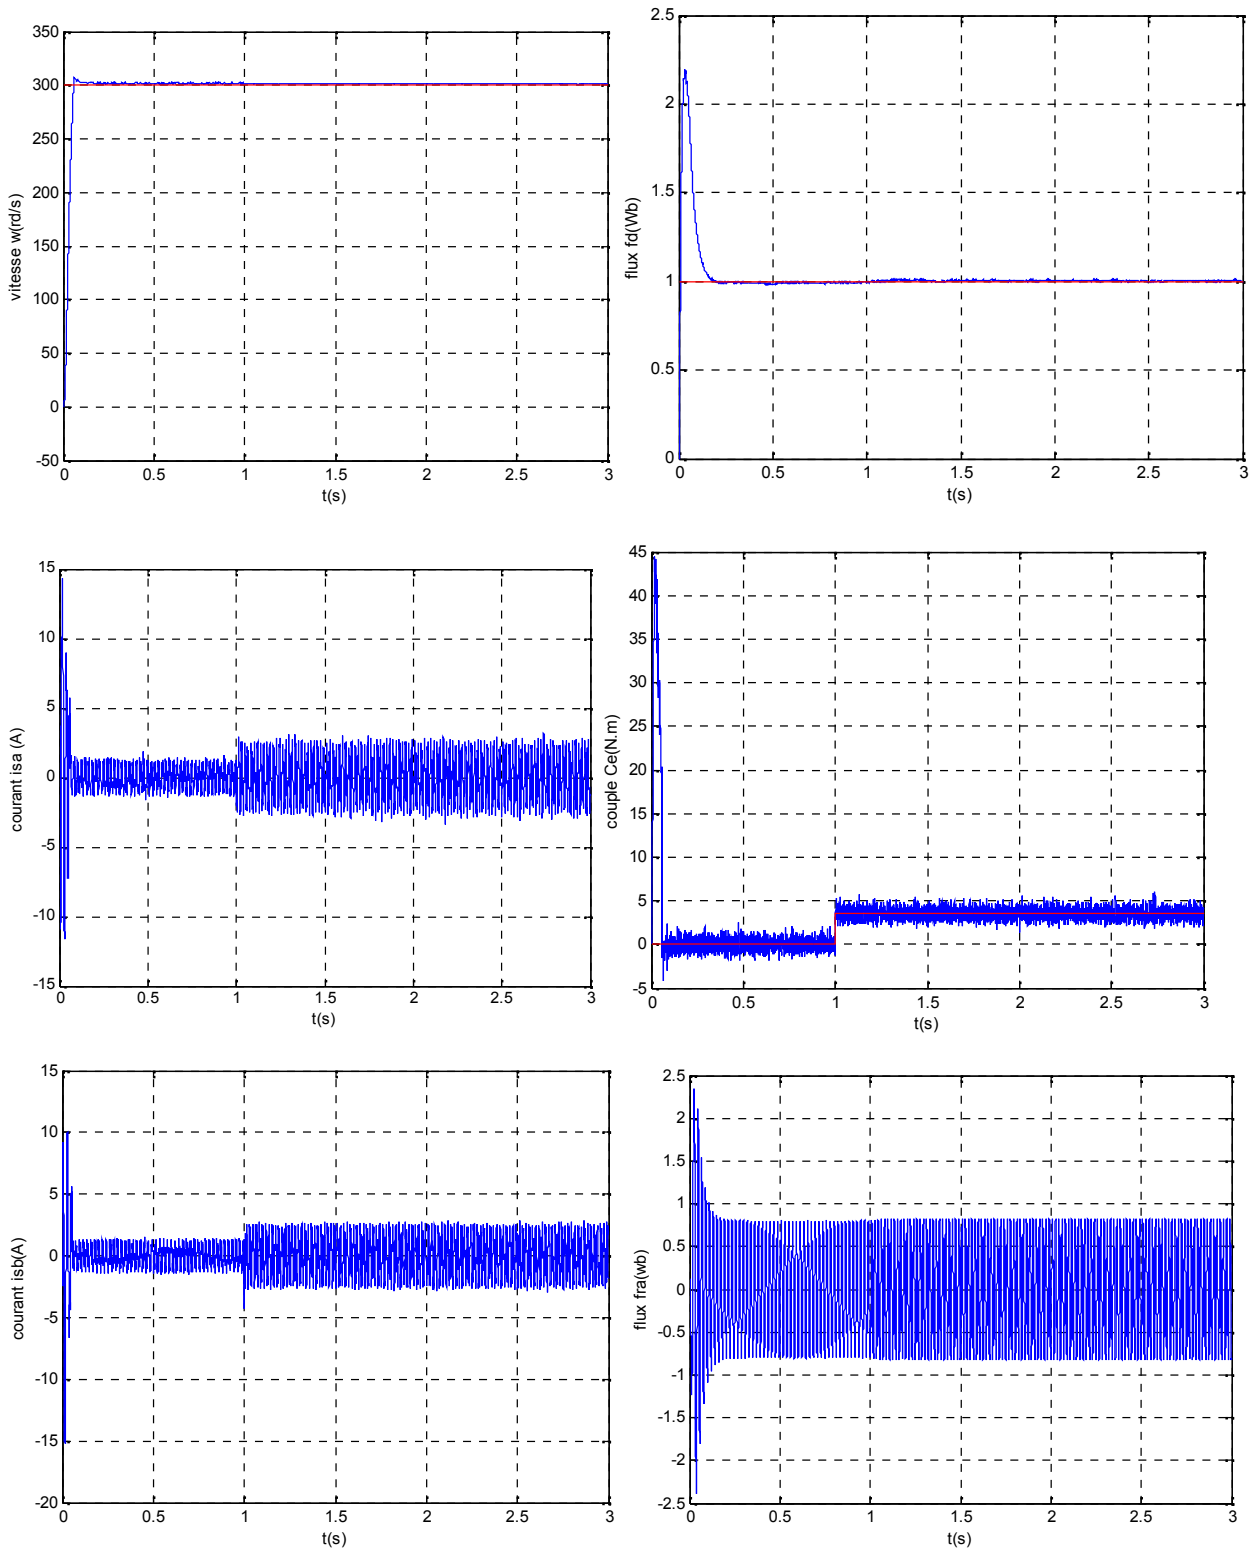 350
300
250
200
150
100
50
0
-50
vitesse w(rd/s)
0 0.5 1 1.5 2 2.5 3
t(s)
2.5
2
1.5
1
0.5
0
flux fd(Wb)
0 0.5 1 1.5 2 2.5 3
t(s)
15
10
5
0
-5
-10
-15
courant isa (A)
0 0.5 1 1.5 2 2.5 3
t(s)
45
40
35
30
25
20
15
10
5
0
-5
couple Ce(N.m)
0 0.5 1 1.5 2 2.5 3
t(s)
15
10
5
0
-5
-10
-15
-20
courant isb(A)
0 0.5 1 1.5 2 2.5 3
t(s)
2.5
2
1.5
1
0.5
0
-0.5
-1
-1.5
-2
-2.5
flux fra(wb)
0 0.5 1 1.5 2 2.5 3
t(s)